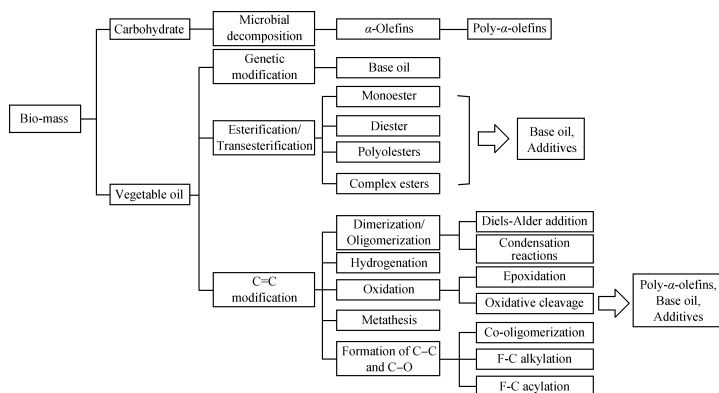 Bio-mass
Carbohydrate
Microbial
decomposition
α-Olefins
Poly-α-olefins
Vegetable oil
Genetic
modification
Base oil
Esterification/
Transesterification
Monoester
Diester
Polyolesters
Complex esters
Base oil,
Additives
C=C
modification
Dimerization/
Oligomerization
Diels-Alder addition
Condensation
reactions
Hydrogenation
Oxidation
Epoxidation
Oxidative cleavage
Metathesis
Formation of C–C
and C–O
Co-oligomerization
F-C alkylation
F-C acylation
Poly-α-olefins,
Base oil,
Additives